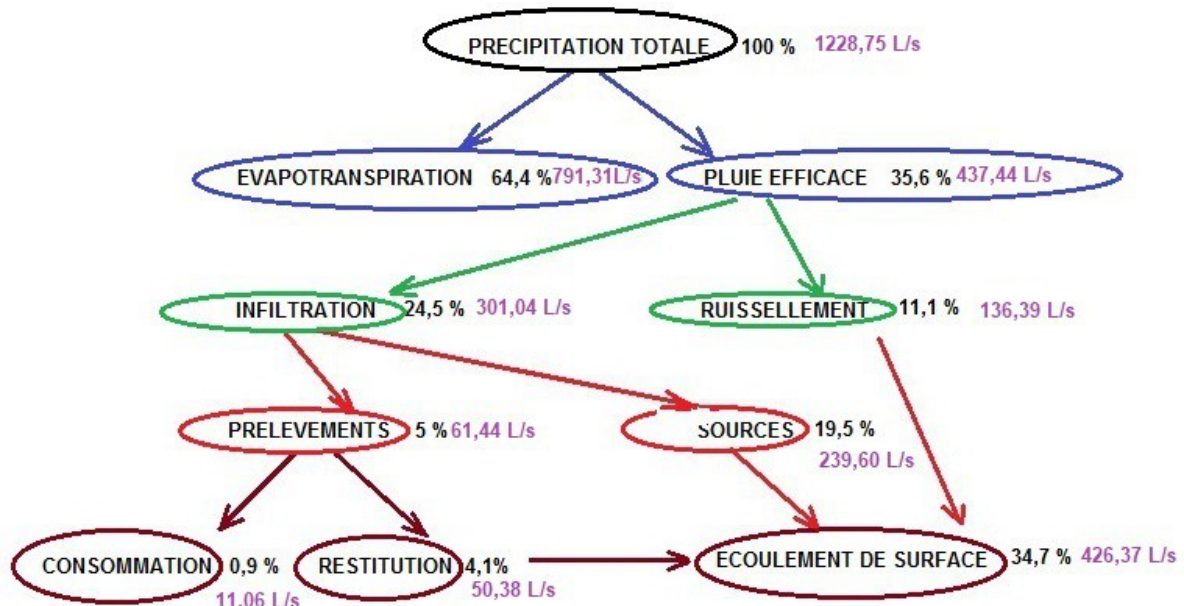 PRECIPITATION TOTALE 100 % 1228,75 L/s
EVAPOTRANSPIRATION 64,4 % 791,31L/s
PLUIE EFFICACE 35,6 % 437,44 L/s
INFILTRATION 24,5 % 301,04 L/s
RUISSELLEMENT 11,1 % 136,39 L/s
PRELEVEMENTS 5 % 61,44 L/s
SOURCES 19,5 %
239,60 L/s
CONSOMMATION 0,9 %
11,06 L/s
RESTITUTION 4,1%
50,38 L/s
ECOULEMENT DE SURFACE 34,7 % 426,37 L/s